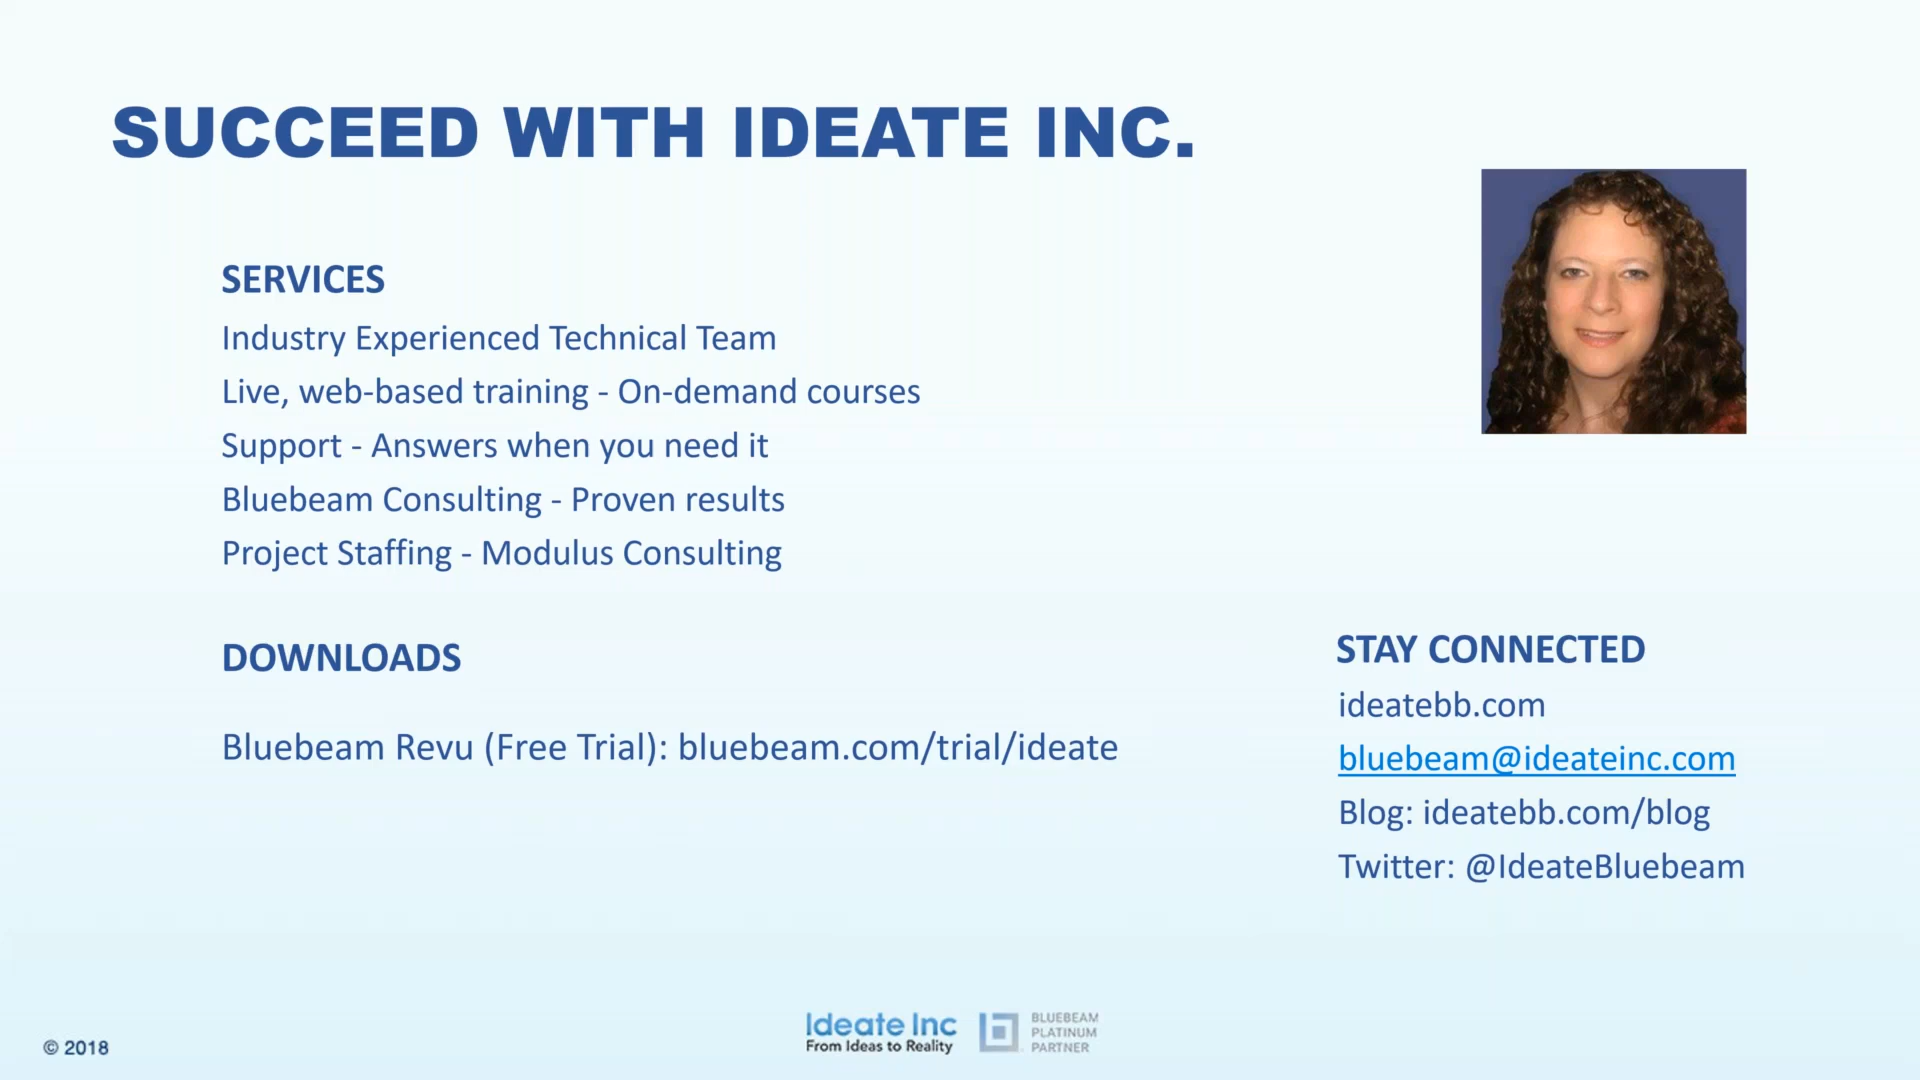 SUCCEED WITH IDEATE INC.
SERVICES
Industry Experienced Technical Team
Live, web-based training - On-demand courses
Support - Answers when you need it
Bluebeam Consulting - Proven results
Project Staffing - Modulus Consulting
DOWNLOADS
Bluebeam Revu (Free Trial): bluebeam.com/trial/ideate
STAY CONNECTED
ideatebb.com
bluebeam@ideateinc.com
Blog: ideatebb.com/blog
Twitter: @IdeateBluebeam
© 2018
Ideate Inc
From Ideas to Reality
BLUEBEAM
PLATINUM
PARTNER